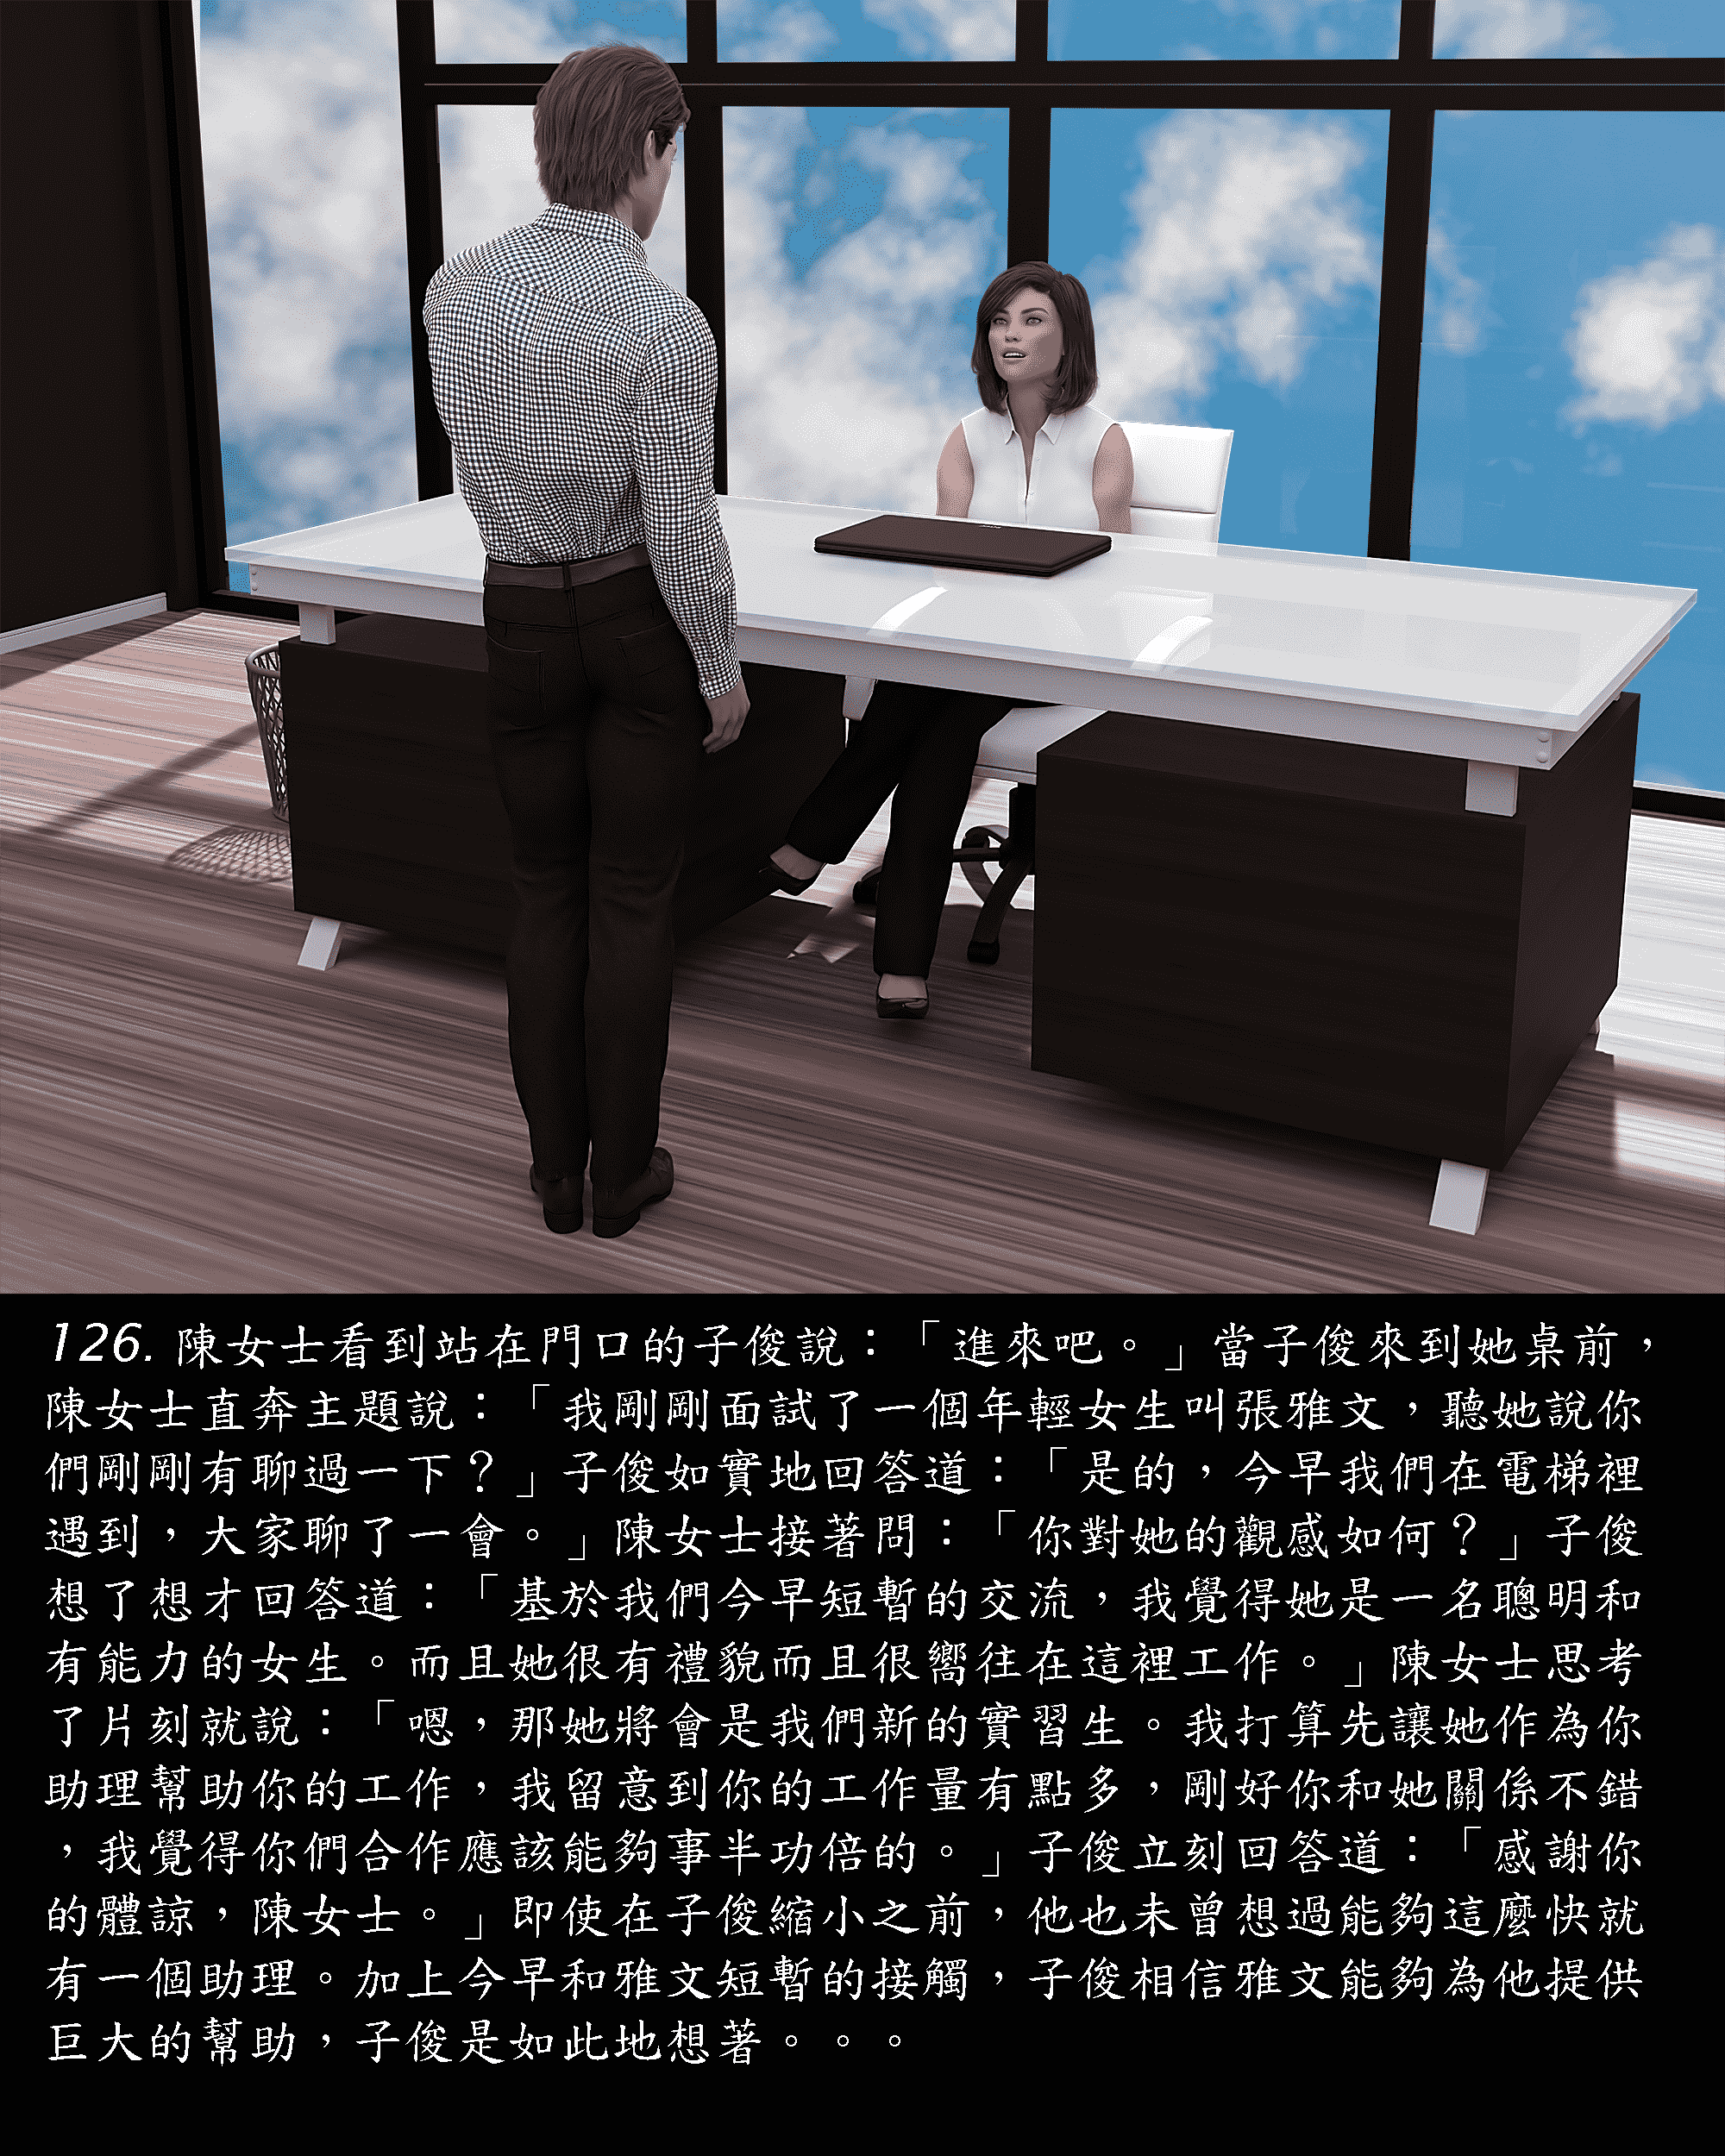 126. 陳女士看到站在門口的子俊說：「進來吧。」當子俊來到她桌前，
陳女士直奔主題說：「我剛剛面試了一個年輕女生叫張雅文，聽她說你
們剛剛有聊過一下？」子俊如實地回答道：「是的，今早我們在電梯裡
遇到，大家聊了一會。」陳女士接著問：「你對她的觀感如何？」子俊
想了想才回答道：「基於我們今早短暫的交流，我覺得她是一名聰明和
有能力的女生。而且她很有禮貌而且很嚮往在這裡工作。」陳女士思考
了片刻就說：「嗯，那她將會是我們新的實習生。我打算先讓她作為你
助理幫助你的工作，我留意到你的工作量有點多，剛好你和她關係不錯
，我覺得你們合作應該能夠事半功倍的。」子俊立刻回答道：「感謝你
的體諒，陳女士。」即使在子俊縮小之前，他也未曾想過能夠這麼快就
有一個助理。加上今早和雅文短暫的接觸，子俊相信雅文能夠為他提供
巨大的幫助，子俊是如此地想著。。。